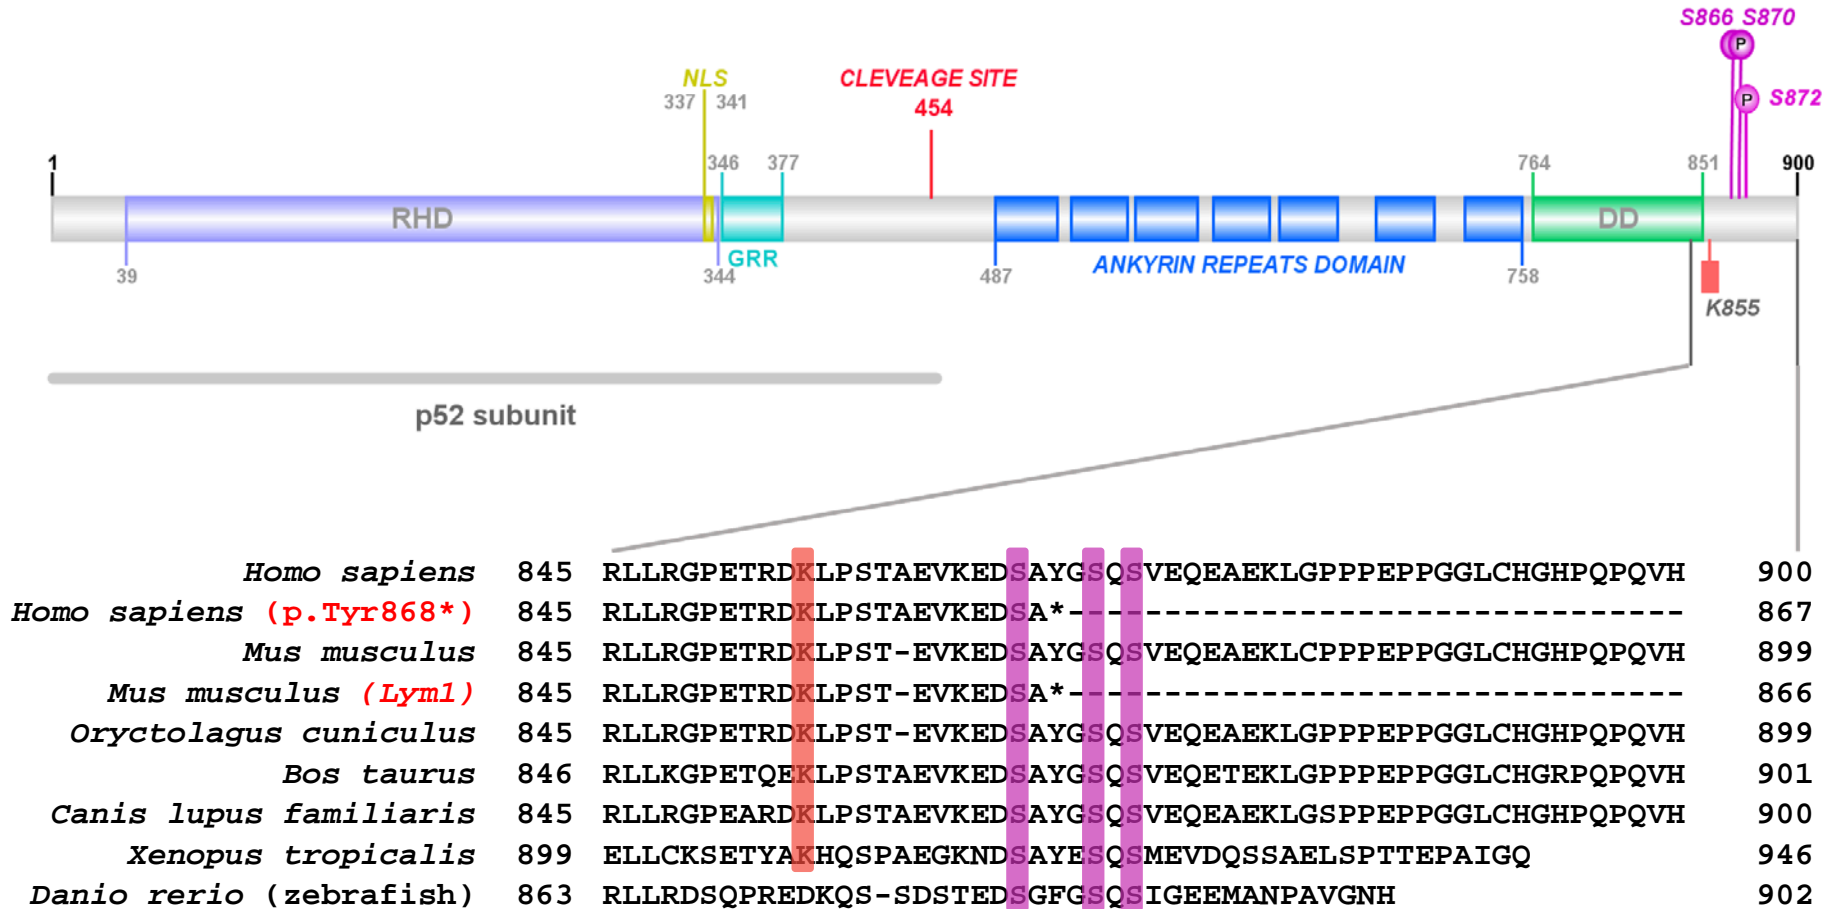 S866 S870
P
NLS
CLEVEAGE SITE
337 341
454
P
S872
1
346 377
764
851
900
RHD
DD
GRR
ANKYRIN REPEATS DOMAIN
39
344
487
758
K855
p52 subunit
Homo sapiens 845 RLLRGPETRDKLPSTAEVKEDSAYGSQSVEQEAEKLGPPPEPPGGLCHGHPQPQVH 900
Homo sapiens (p.Tyr868*) 845 RLLRGPETRDKLPSTAEVKEDSA*-------------------------------- 867
Mus musculus 845 RLLRGPETRDKLPST-EVKEDSAYGSQSVEQEAEKLCPPPEPPGGLCHGHPQPQVH 899
Mus musculus (Lym1) 845 RLLRGPETRDKLPST-EVKEDSA*-------------------------------- 866
Oryctolagus cuniculus 845 RLLRGPETRDKLPST-EVKEDSAYGSQSVEQEAEKLGPPPEPPGGLCHGHPQPQVH 899
Bos taurus 846 RLLKGPETQEKLPSTAEVKEDSAYGSQSVEQETEKLGPPPEPPGGLCHGRPQPQVH 901
Canis lupus familiaris 845 RLLRGPEARDKLPSTAEVKEDSAYGSQSVEQEAEKLGSPPEPPGGLCHGHPQPQVH 900
Xenopus tropicalis 899 ELLCKSETYAKHQSPAEGKNDSAYESQSMEVDQSSAELSPTTEPAIGQ 946
Danio rerio (zebrafish) 863 RLLRDSQPREDKQS-SDSTEDSGFGSQSIGEEMANPAVGNH 902